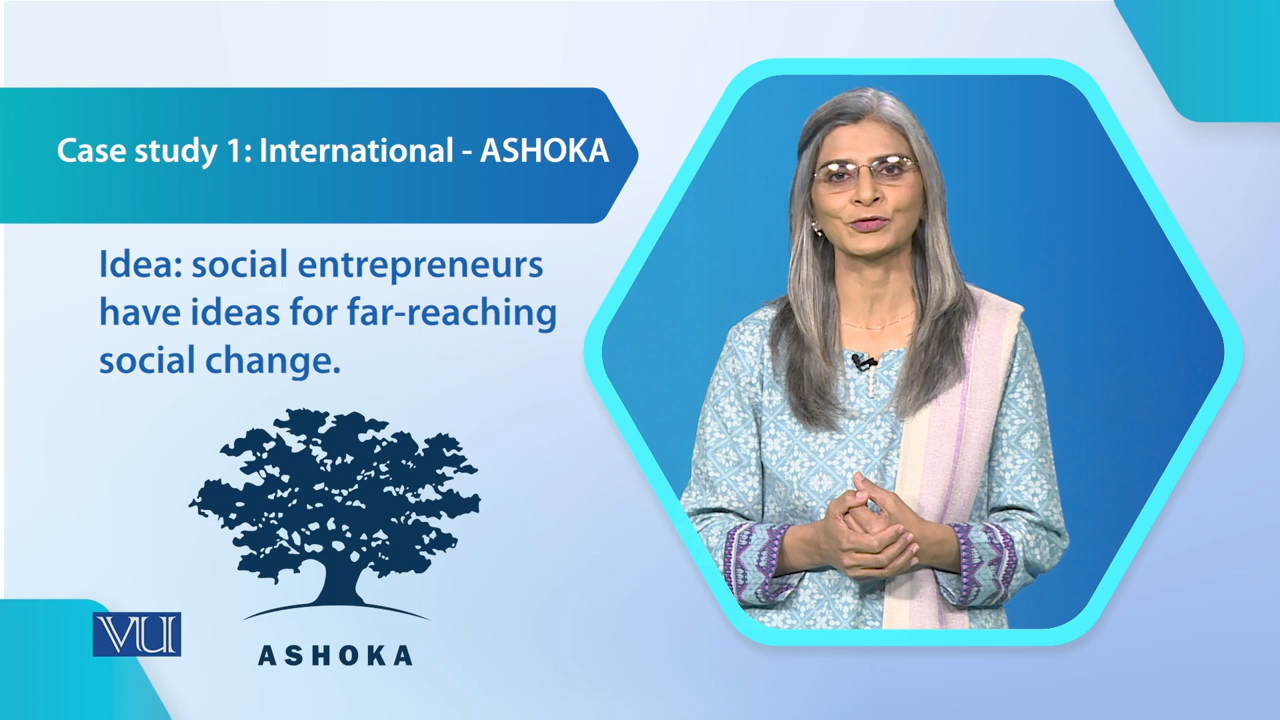 Case study 1: International - ASHOKA
Idea: social entrepreneurs
have ideas for far-reaching
social change.
VU
ASHOKA